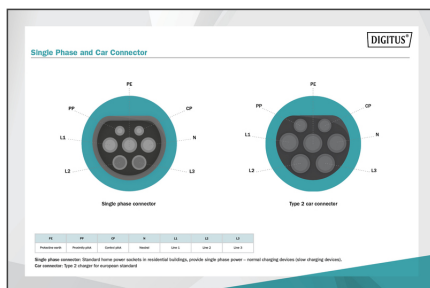 DIGITUS®
Single Phase and Car Connector
PE
PP
CP
L1
N
L2
L3
Single phase connector
PE
PP
CP
L1
N
L2
L3
Type 2 car connector
PE PP CP N L1 L2 L3
Protective earth Proximity pilot Control pilot Neutral Line 1 Line 2 Line 3
Single phase connector: Standard home power sockets in residential buildings, provide single phase power – normal charging devices (slow charging devices).
Car connector: Type 2 charger for european standard